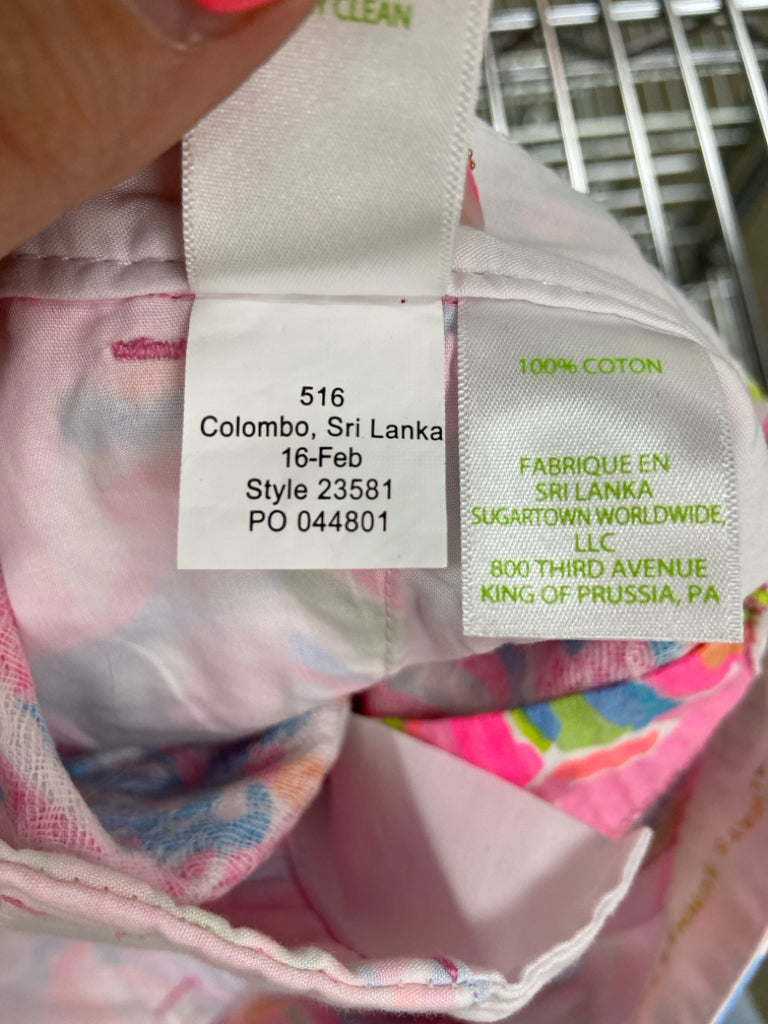 CLEAN
516
Colombo, Sri Lanka
16-Feb
Style 23581
PO 044801
100% COTON
FABRIQUE EN
SRI LANKA
SUGARTOWN WORLDWIDE,
LLC
800 THIRD AVENUE
KING OF PRUSSIA, PA